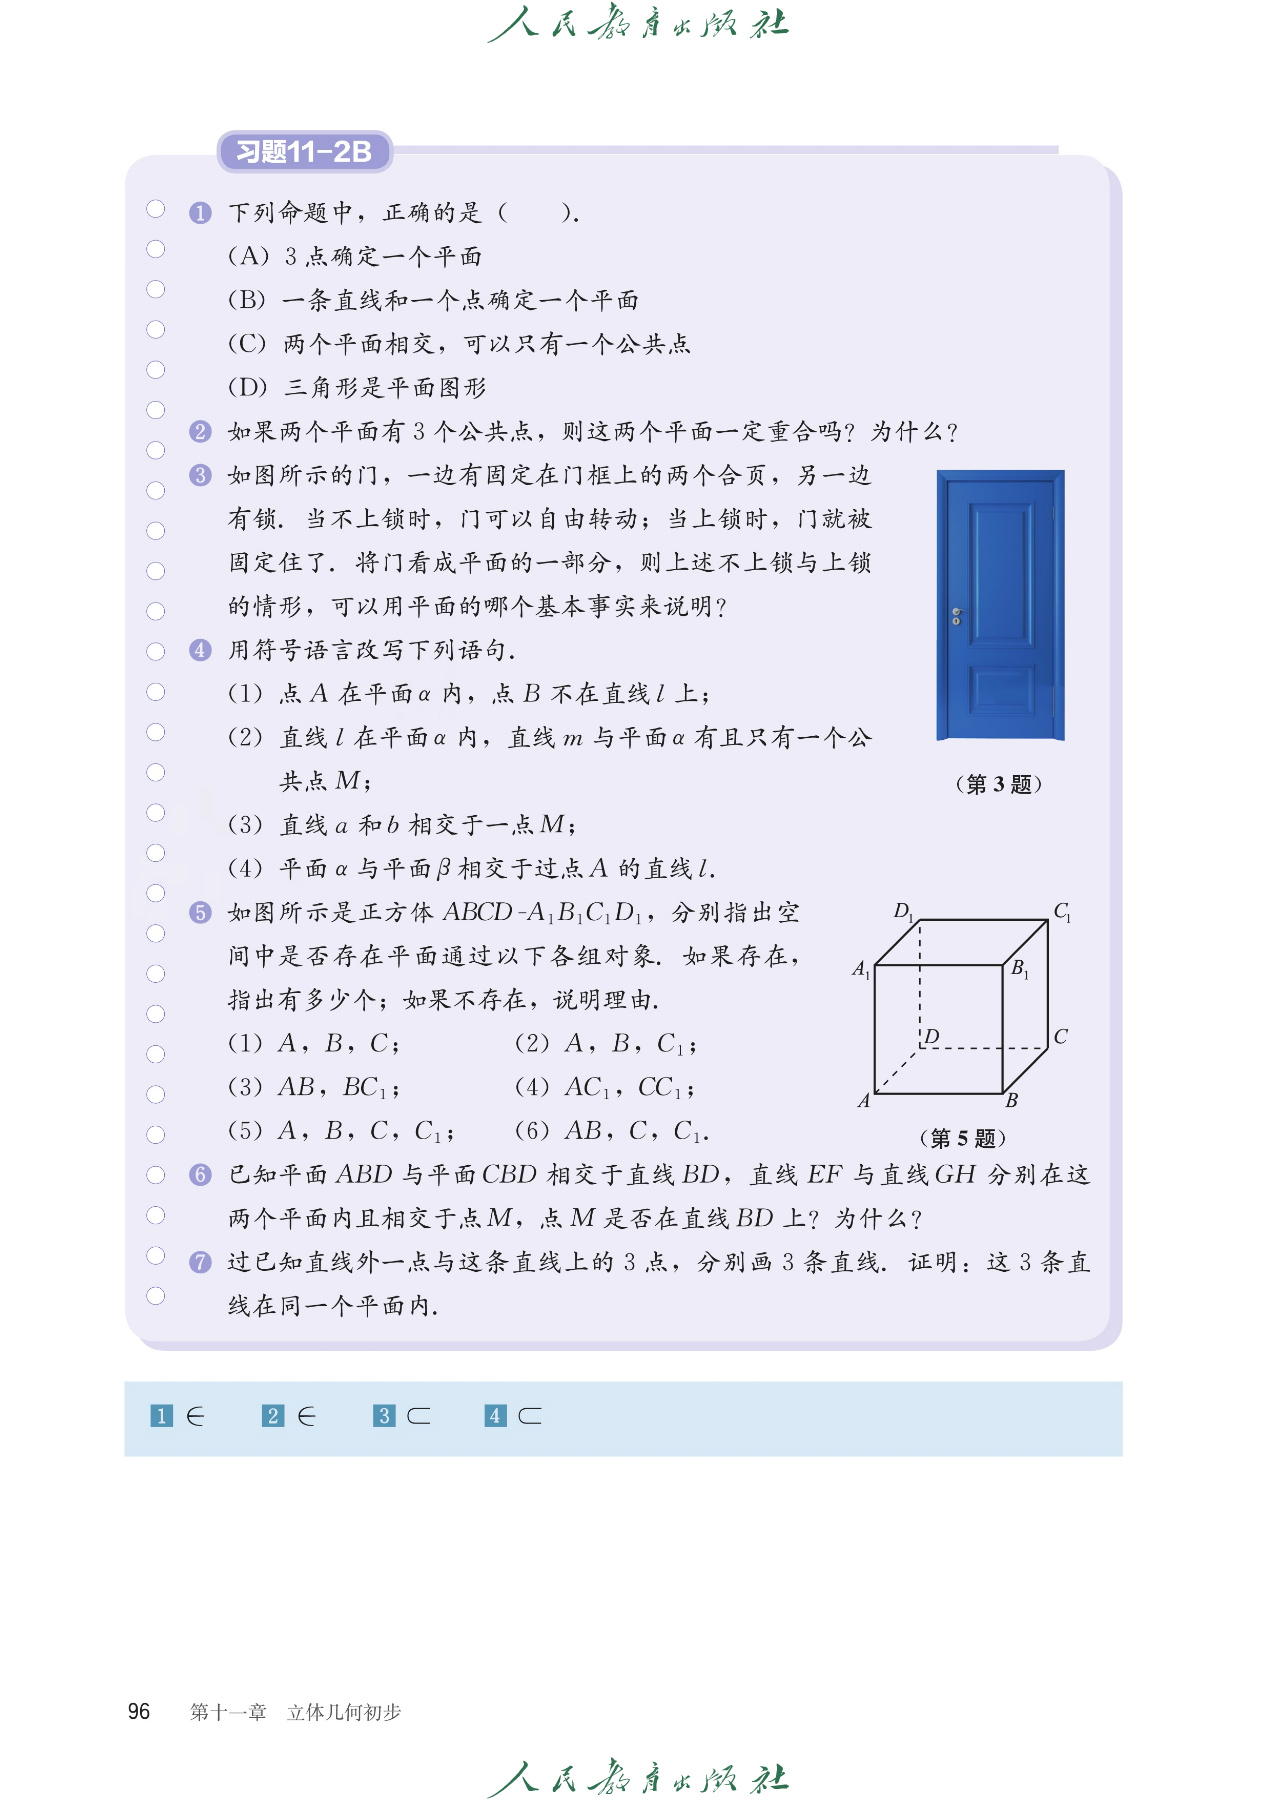 人民教育出版社
习题11-2B
1 下列命题中，正确的是（　　）.
（A）3 点确定一个平面
（B）一条直线和一个点确定一个平面
（C）两个平面相交，可以只有一个公共点
（D）三角形是平面图形
2 如果两个平面有 3 个公共点，则这两个平面一定重合吗？为什么？
3 如图所示的门，一边有固定在门框上的两个合页，另一边
有锁. 当不上锁时，门可以自由转动；当上锁时，门就被
固定住了. 将门看成平面的一部分，则上述不上锁与上锁
的情形，可以用平面的哪个基本事实来说明？
（第 3 题）
4 用符号语言改写下列语句.
（1）点 A 在平面 α 内，点 B 不在直线 l 上；
（2）直线 l 在平面 α 内，直线 m 与平面 α 有且只有一个公
共点 M；
（3）直线 a 和 b 相交于一点 M；
（4）平面 α 与平面 β 相交于过点 A 的直线 l.
5 如图所示是正方体 ABCD-A₁B₁C₁D₁，分别指出空
间中是否存在平面通过以下各组对象. 如果存在，
指出有多少个；如果不存在，说明理由.
（1）A，B，C；　（2）A，B，C₁；
（3）AB，BC₁；　（4）AC₁，CC₁；
（5）A，B，C，C₁；　（6）AB，C，C₁.
D₁ C₁
A₁ B₁
D C
A B
（第 5 题）
6 已知平面 ABD 与平面 CBD 相交于直线 BD，直线 EF 与直线 GH 分别在这
两个平面内且相交于点 M，点 M 是否在直线 BD 上？为什么？
7 过已知直线外一点与这条直线上的 3 点，分别画 3 条直线. 证明：这 3 条直
线在同一个平面内.
1 ∈　2 ∈　3 ⊂　4 ⊂
96　第十一章　立体几何初步
人民教育出版社